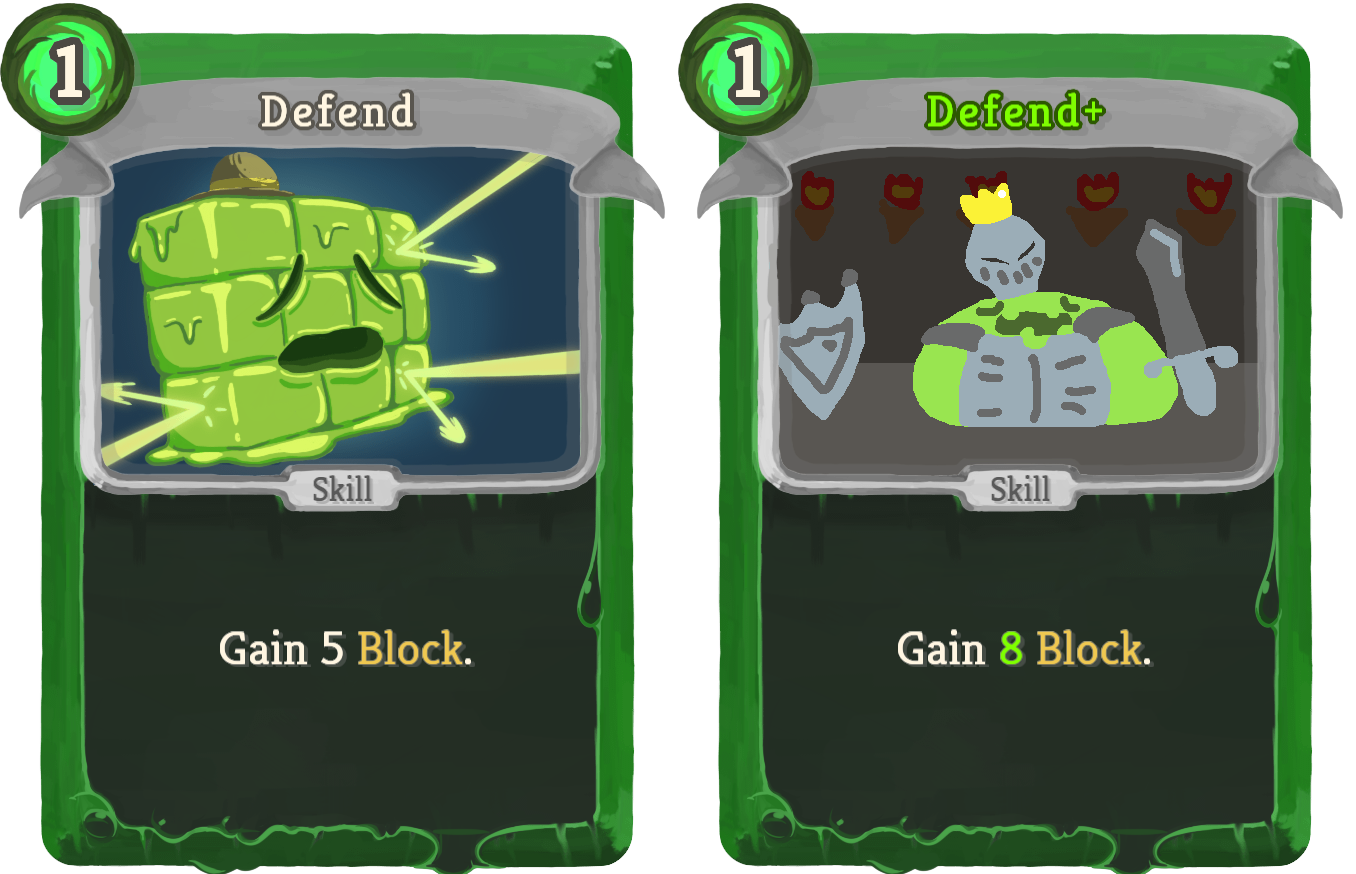 1
Defend
Skill
Gain 5 Block.
1
Defend+
Skill
Gain 8 Block.